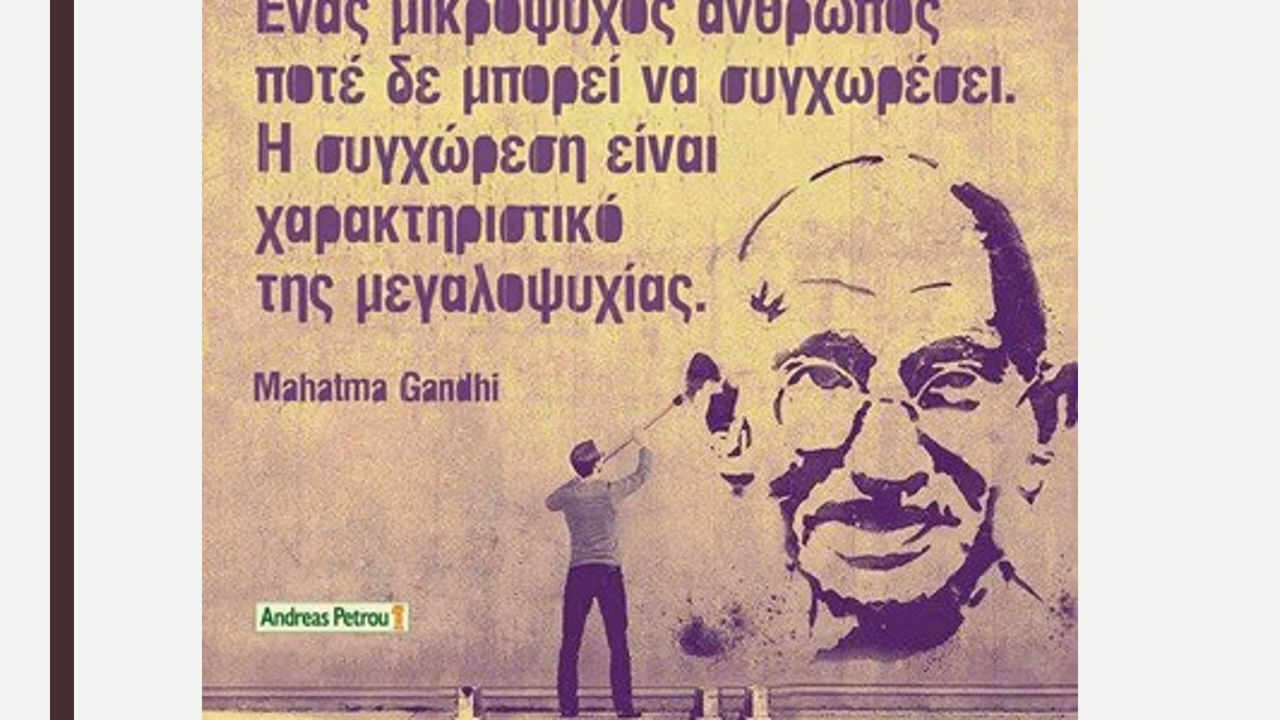 Ένας μικρόψυχος άνθρωπος
ποτέ δε μπορεί να συγχωρέσει.
Η συγχώρεση είναι
χαρακτηριστικό
της μεγαλοψυχίας.
Mahatma Gandhi
Andreas Petrou